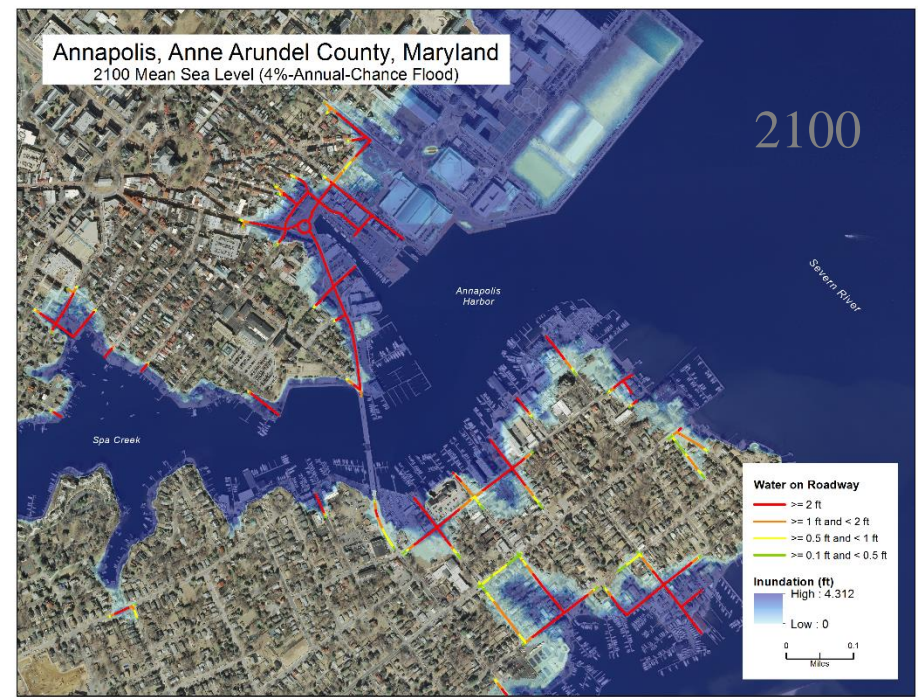 Annapolis, Anne Arundel County, Maryland
2100 Mean Sea Level (4%-Annual-Chance Flood)
2100
Severn River
Annapolis
Harbor
Spa Creek
Water on Roadway
>= 2 ft
>= 1 ft and < 2 ft
>= 0.5 ft and < 1 ft
>= 0.1 ft and < 0.5 ft
Inundation (ft)
High : 4.312
Low : 0
0 0.1
Miles